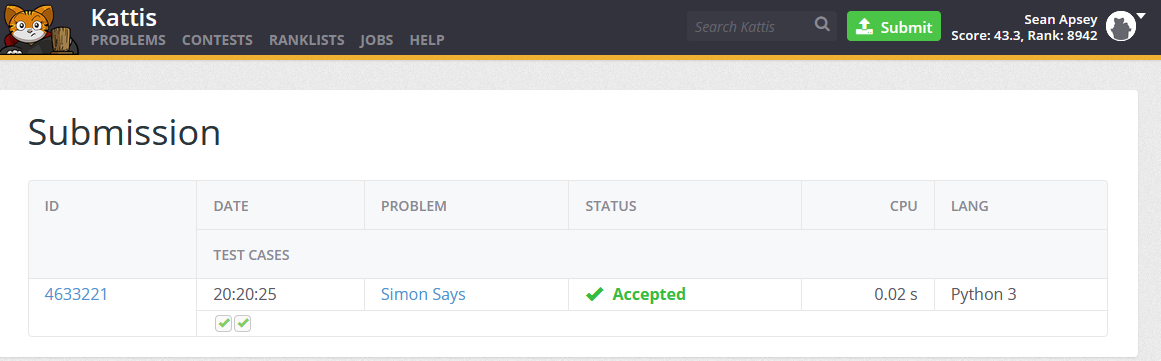 Kattis
PROBLEMS CONTESTS RANKLISTS JOBS HELP
Search Kattis
Submit
Sean Apsey
Score: 43.3, Rank: 8942
Submission
ID DATE PROBLEM STATUS CPU LANG
TEST CASES
4633221 20:20:25 Simon Says Accepted 0.02 s Python 3